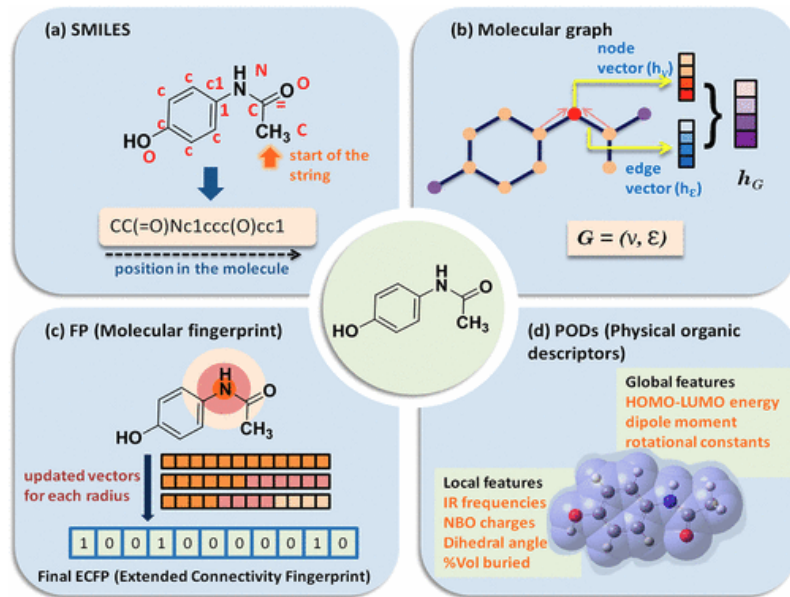 (a) SMILES
H
N
N
O
O
c
c
c1
c
1
C
=
CH3
C
HO
O
c
c
c
start of the
string
CC(=O)Nc1ccc(O)cc1
position in the molecule
(b) Molecular graph
node
vector (hν)
edge
vector (hℰ)
hG
G = (ν, ℰ)
H
N
O
CH3
HO
(c) FP (Molecular fingerprint)
H
N
O
CH3
HO
updated vectors
for each radius
1 0 0 1 0 0 0 0 0 1 0
Final ECFP (Extended Connectivity Fingerprint)
(d) PODs (Physical organic
descriptors)
Global features
HOMO-LUMO energy
dipole moment
rotational constants
Local features
IR frequencies
NBO charges
Dihedral angle
%Vol buried